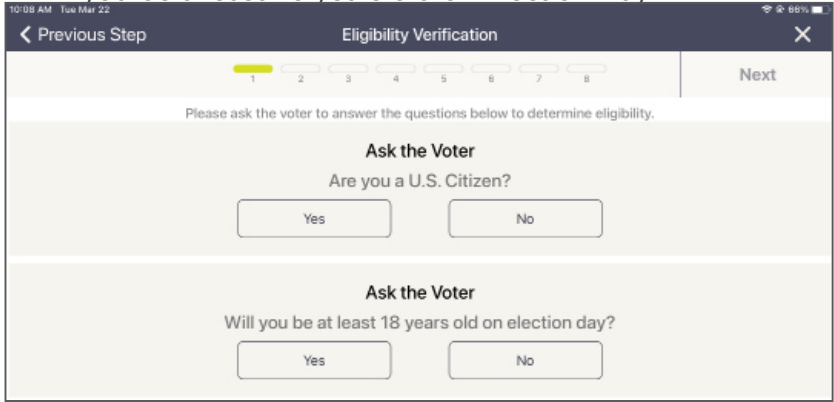 10:08 AM Tue Mar 22 66%
Previous Step Eligibility Verification
1 2 3 4 5 6 7 8 Next
Please ask the voter to answer the questions below to determine eligibility.
Ask the Voter
Are you a U.S. Citizen?
Yes No
Ask the Voter
Will you be at least 18 years old on election day?
Yes No